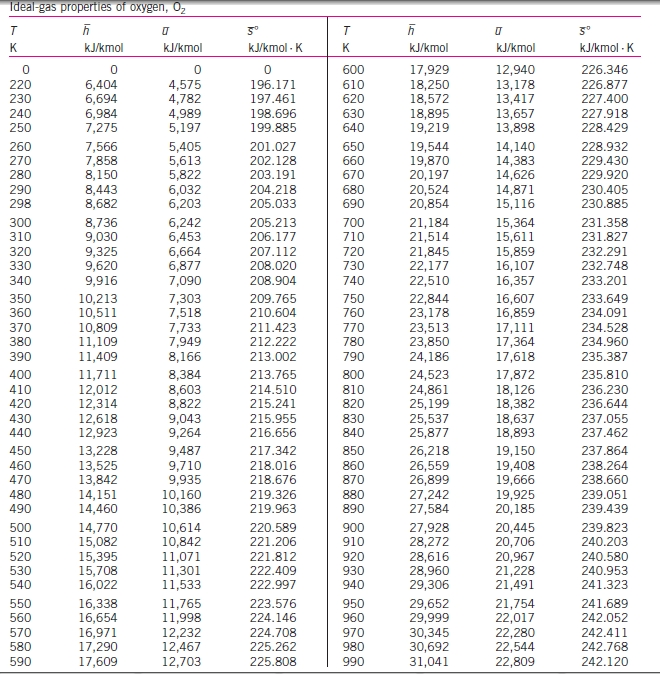 Ideal-gas properties of oxygen, O₂
T h̅ u̅ s̅° T h̅ u̅ s̅°
K kJ/kmol kJ/kmol kJ/kmol · K K kJ/kmol kJ/kmol kJ/kmol · K
0 0 0 0 600 17,929 12,940 226.346
220 6,404 4,575 196.171 610 18,250 13,178 226.877
230 6,694 4,782 197.461 620 18,572 13,417 227.400
240 6,984 4,989 198.696 630 18,895 13,657 227.918
250 7,275 5,197 199.885 640 19,219 13,898 228.429
260 7,566 5,405 201.027 650 19,544 14,140 228.932
270 7,858 5,613 202.128 660 19,870 14,383 229.430
280 8,150 5,822 203.191 670 20,197 14,626 229.920
290 8,443 6,032 204.218 680 20,524 14,871 230.405
298 8,682 6,203 205.033 690 20,854 15,116 230.885
300 8,736 6,242 205.213 700 21,184 15,364 231.358
310 9,030 6,453 206.177 710 21,514 15,611 231.827
320 9,325 6,664 207.112 720 21,845 15,859 232.291
330 9,620 6,877 208.020 730 22,177 16,107 232.748
340 9,916 7,090 208.904 740 22,510 16,357 233.201
350 10,213 7,303 209.765 750 22,844 16,607 233.649
360 10,511 7,518 210.604 760 23,178 16,859 234.091
370 10,809 7,733 211.423 770 23,513 17,111 234.528
380 11,109 7,949 212.222 780 23,850 17,364 234.960
390 11,409 8,166 213.002 790 24,186 17,618 235.387
400 11,711 8,384 213.765 800 24,523 17,872 235.810
410 12,012 8,603 214.510 810 24,861 18,126 236.230
420 12,314 8,822 215.241 820 25,199 18,382 236.644
430 12,618 9,043 215.955 830 25,537 18,637 237.055
440 12,923 9,264 216.656 840 25,877 18,893 237.462
450 13,228 9,487 217.342 850 26,218 19,150 237.864
460 13,525 9,710 218.016 860 26,559 19,408 238.264
470 13,842 9,935 218.676 870 26,899 19,666 238.660
480 14,151 10,160 219.326 880 27,242 19,925 239.051
490 14,460 10,386 219.963 890 27,584 20,185 239.439
500 14,770 10,614 220.589 900 27,928 20,445 239.823
510 15,082 10,842 221.206 910 28,272 20,706 240.203
520 15,395 11,071 221.812 920 28,616 20,967 240.580
530 15,708 11,301 222.409 930 28,960 21,228 240.953
540 16,022 11,533 222.997 940 29,306 21,491 241.323
550 16,338 11,765 223.576 950 29,652 21,754 241.689
560 16,654 11,998 224.146 960 29,999 22,017 242.052
570 16,971 12,232 224.708 970 30,345 22,280 242.411
580 17,290 12,467 225.262 980 30,692 22,544 242.768
590 17,609 12,703 225.808 990 31,041 22,809 242.120